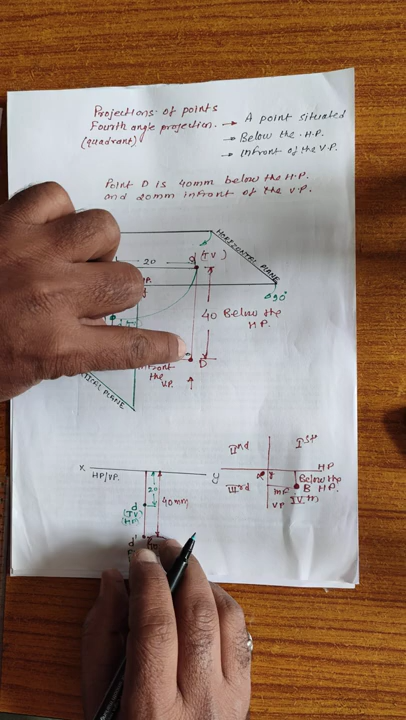 Projections of points
Fourth angle projection. → A point situated
(quadrant) → Below the H.P.
→ Infront of the V.P.
Point D is 40mm below the H.P.
and 20mm infront of the V.P.
HORIZONTAL PLANE
d (TV)
20
90°
40 Below the
H.P.
D
Infront
the
V.P.
IInd
Ist
X
HP/VP.
y
HP
IIIrd
Below the
B H.P.
VP
IVth
20
40mm
d
(TV)
d'